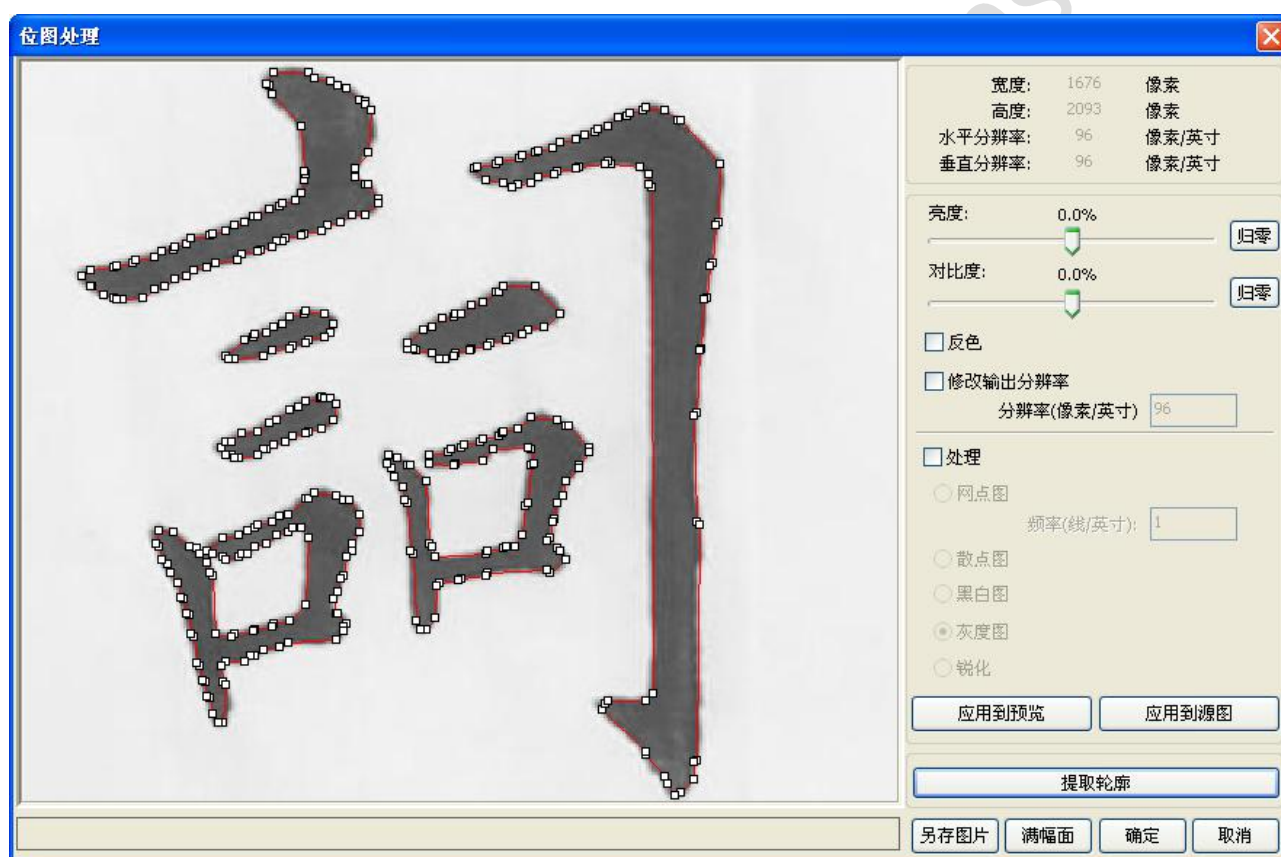 位图处理
詞
宽度: 1676 像素
高度: 2093 像素
水平分辨率: 96 像素/英寸
垂直分辨率: 96 像素/英寸
亮度: 0.0% 归零
对比度: 0.0% 归零
反色
修改输出分辨率
分辨率(像素/英寸) 96
处理
网点图
频率(线/英寸): 1
散点图
黑白图
灰度图
锐化
应用到预览 应用到源图
提取轮廓
另存图片 满幅面 确定 取消